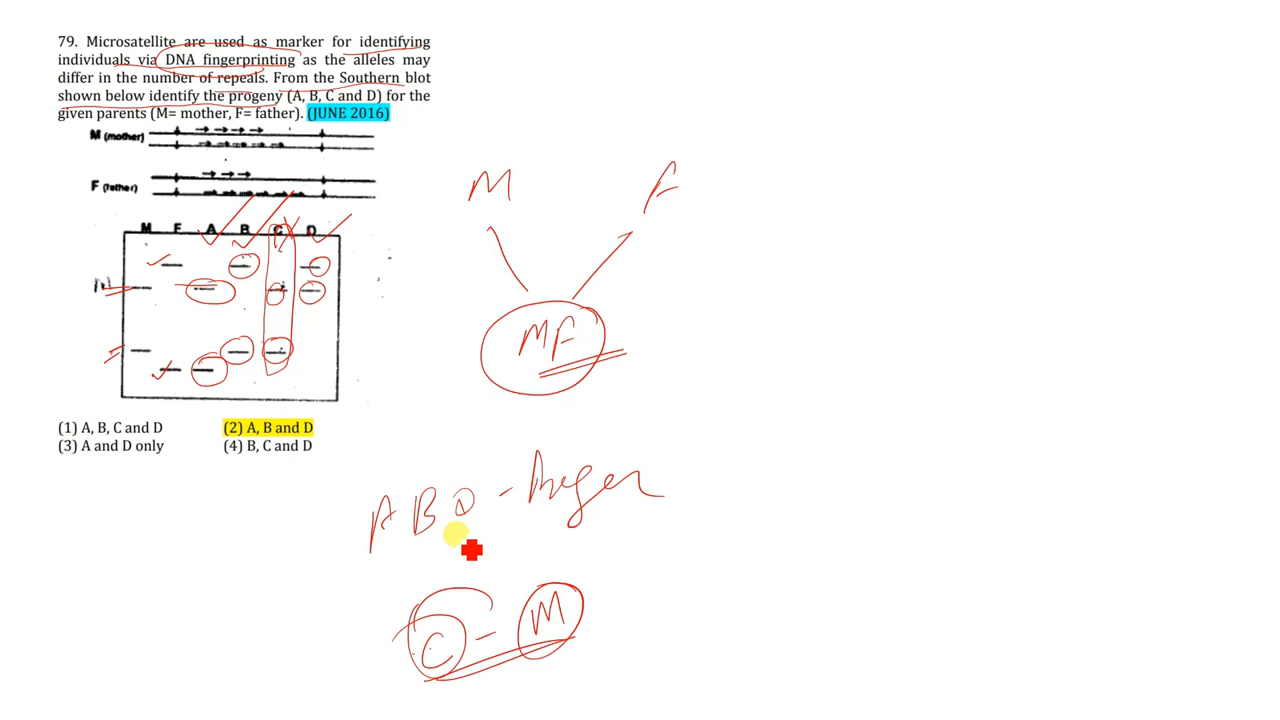 79. Microsatellite are used as marker for identifying
individuals via DNA fingerprinting as the alleles may
differ in the number of repeals. From the Southern blot
shown below identify the progeny (A, B, C and D) for the
given parents (M= mother, F= father). (JUNE 2016)
M (mother)
F (father)
M F A B C D
(1) A, B, C and D (2) A, B and D
(3) A and D only (4) B, C and D
M F
MF
A B D -
C - M